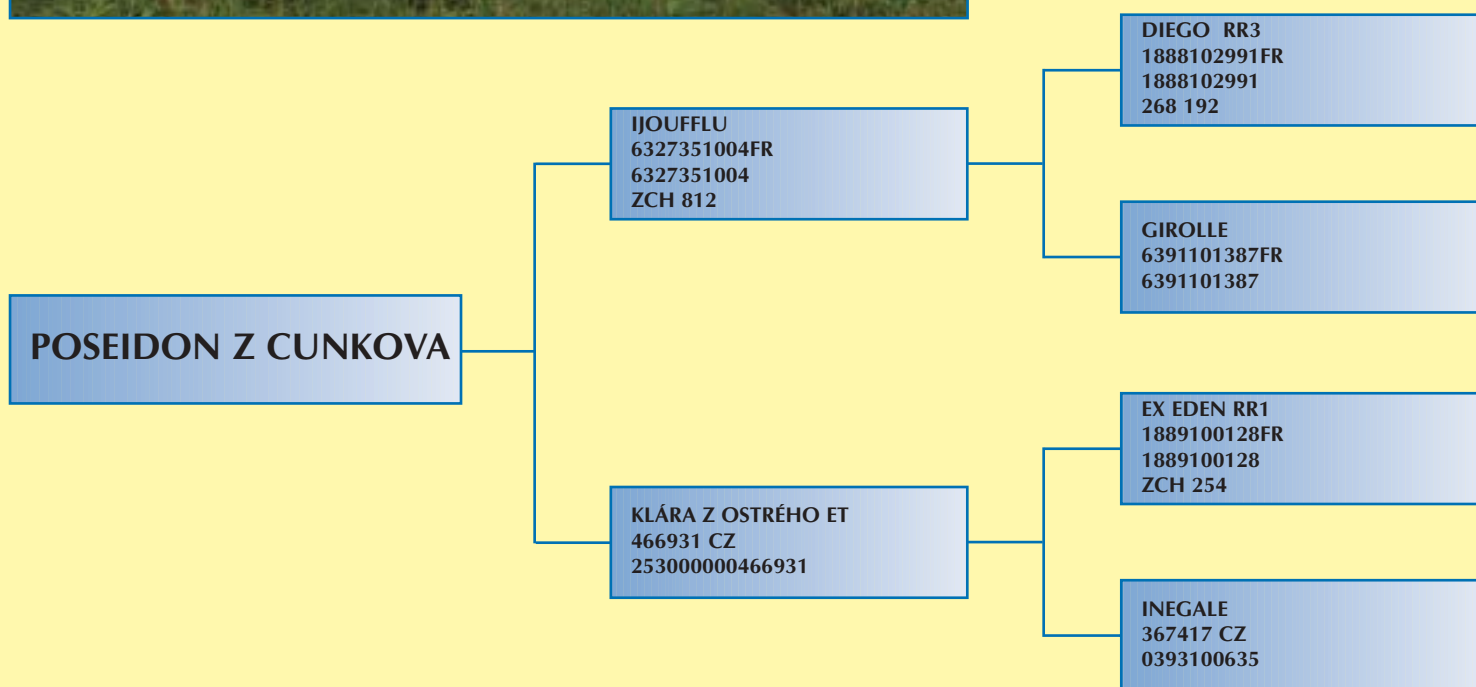 DIEGO RR3
1888102991FR
1888102991
268 192
IJOUFFLU
6327351004FR
6327351004
ZCH 812
GIROLLE
6391101387FR
6391101387
POSEIDON Z CUNKOVA
EX EDEN RR1
1889100128FR
1889100128
ZCH 254
KLÁRA Z OSTRÉHO ET
466931 CZ
253000000466931
INEGALE
367417 CZ
0393100635